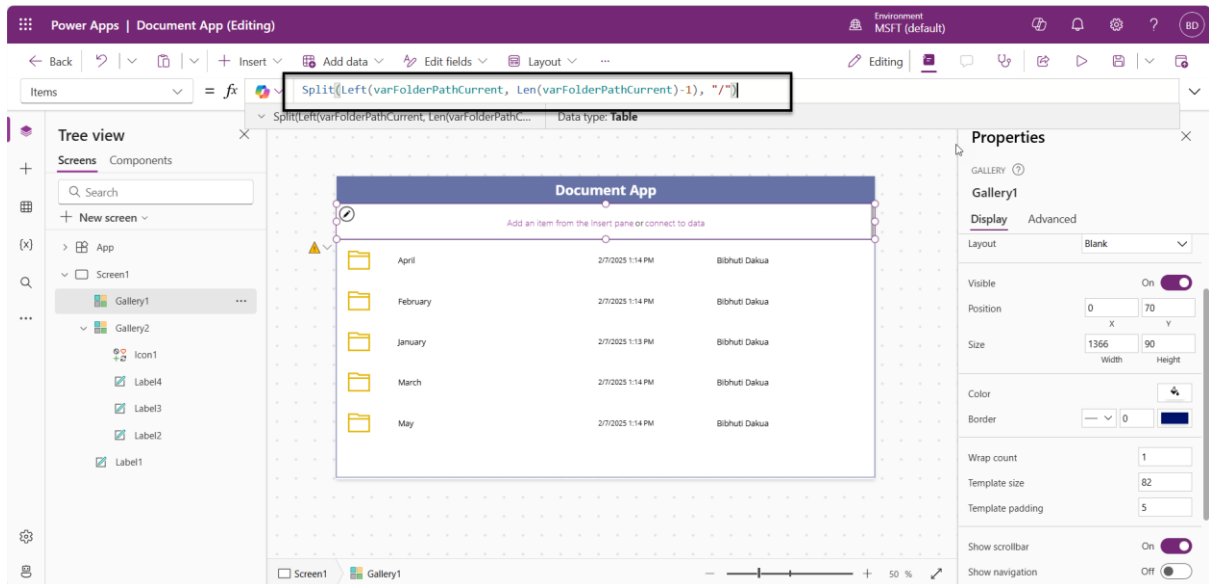 Power Apps | Document App (Editing)
Environment
MSFT (default)
BD
Back
Insert
Add data
Edit fields
Layout
...
Editing
Items
= fx
Split(Left(varFolderPathCurrent, Len(varFolderPathCurrent)-1), "/")
Split(Left(varFolderPathCurrent, Len(varFolderPathC...
Data type: Table
Tree view
Screens
Components
Search
New screen
App
Screen1
Gallery1
...
Gallery2
Icon1
Label4
Label3
Label2
Label1
Document App
Add an item from the Insert pane or connect to data
April 2/7/2025 1:14 PM Bibhuti Dakua
February 2/7/2025 1:14 PM Bibhuti Dakua
January 2/7/2025 1:13 PM Bibhuti Dakua
March 2/7/2025 1:14 PM Bibhuti Dakua
May 2/7/2025 1:14 PM Bibhuti Dakua
Properties
GALLERY
Gallery1
Display
Advanced
Layout Blank
Visible On
Position 0 70
X Y
Size 1366 90
Width Height
Color
Border 0
Wrap count 1
Template size 82
Template padding 5
Show scrollbar On
Show navigation Off
Screen1
Gallery1
50 %